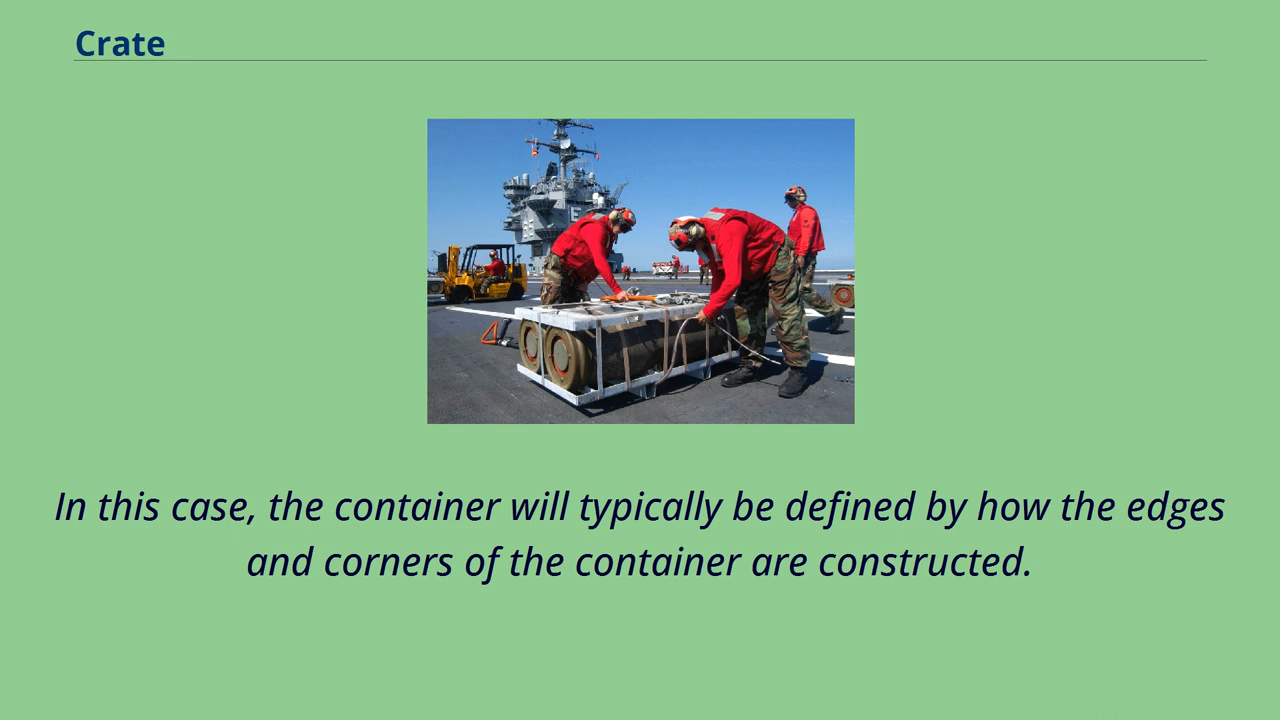 Crate
In this case, the container will typically be defined by how the edges
and corners of the container are constructed.